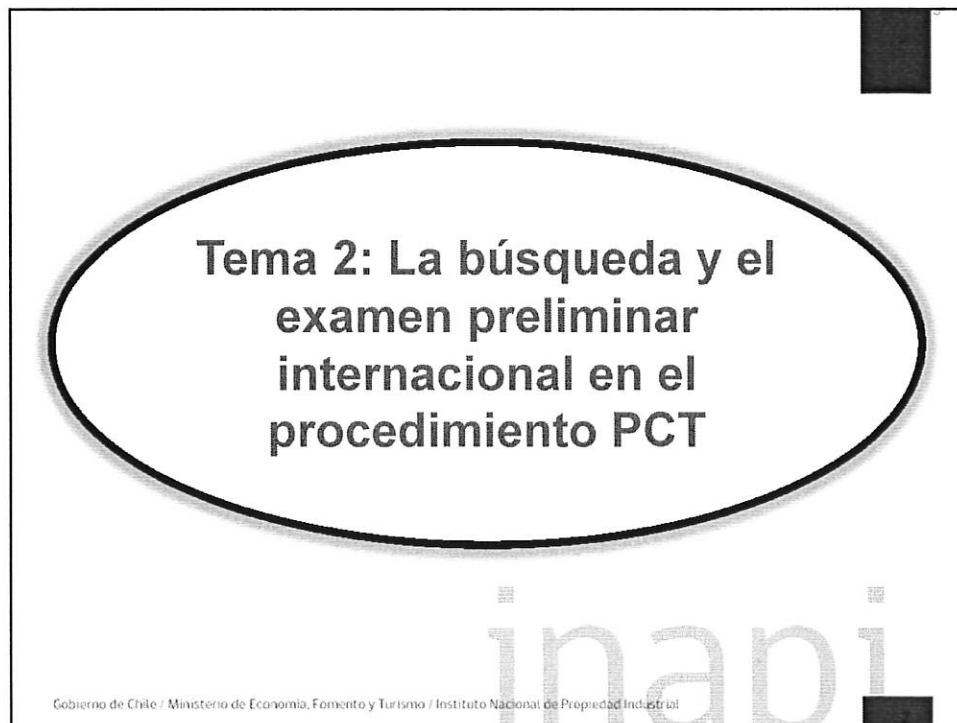 Tema 2: La búsqueda y el
examen preliminar
internacional en el
procedimiento PCT
inapi
Gobierno de Chile / Ministerio de Economía, Fomento y Turismo / Instituto Nacional de Propiedad Industrial